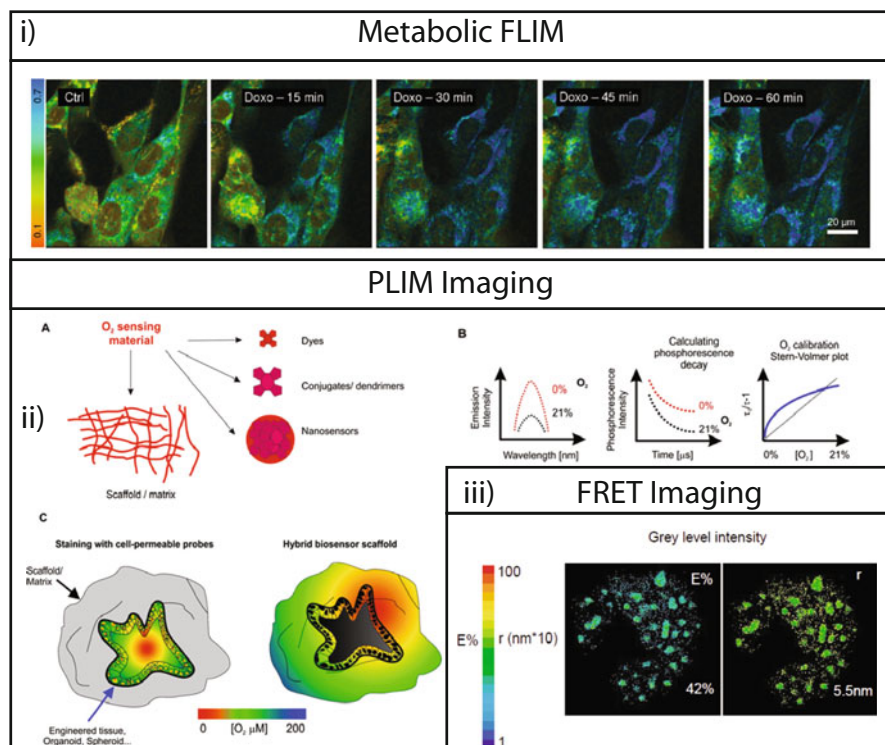 i)
Metabolic FLIM
0.7
0.1
Ctrl
Doxo – 15 min
Doxo – 30 min
Doxo – 45 min
Doxo – 60 min
20 µm
PLIM Imaging
ii)
A
O₂ sensing
material
Dyes
Conjugates/ dendrimers
Nanosensors
Scaffold / matrix
B
Emission
Intensity
0%
O₂
21%
Wavelength [nm]
Calculating
phosphorescence
decay
Phosphorescence
Intensity
0%
21%
O₂
Time [µs]
O₂ calibration
Stern-Volmer plot
τ₀/τ-1
0%
[O₂]
21%
C
Staining with cell-permeable probes
Hybrid biosensor scaffold
Scaffold/
Matrix
Engineered tissue,
Organoid, Spheroid...
0
[O₂ µM]
200
iii)
FRET Imaging
Grey level intensity
100
E%
r (nm*10)
1
E%
42%
r
5.5nm